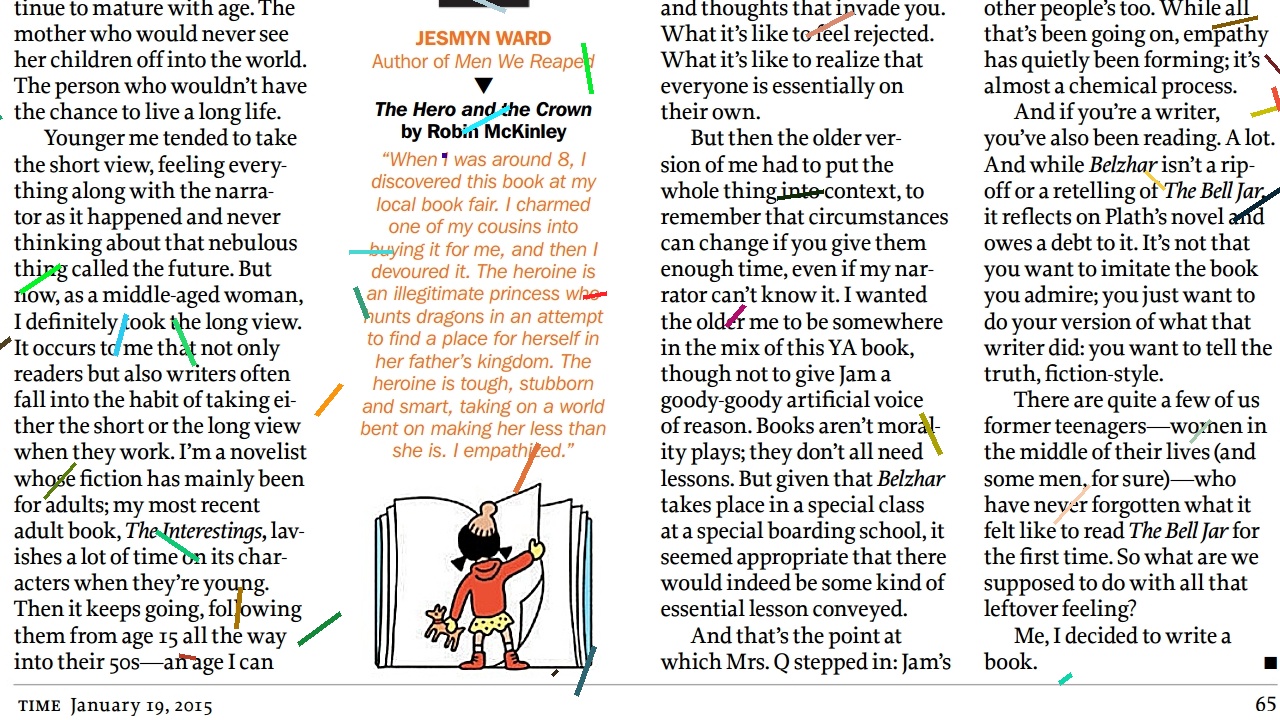 tinue to mature with age. The
mother who would never see
her children off into the world.
The person who wouldn’t have
the chance to live a long life.
Younger me tended to take
the short view, feeling every-
thing along with the narra-
tor as it happened and never
thinking about that nebulous
thing called the future. But
now, as a middle-aged woman,
I definitely took the long view.
It occurs to me that not only
readers but also writers often
fall into the habit of taking ei-
ther the short or the long view
when they work. I’m a novelist
whose fiction has mainly been
for adults; my most recent
adult book, The Interestings, lav-
ishes a lot of time on its char-
acters when they’re young.
Then it keeps going, following
them from age 15 all the way
into their 50s—an age I can
JESMYN WARD
Author of Men We Reaped
▼
The Hero and the Crown
by Robin McKinley
“When I was around 8, I
discovered this book at my
local book fair. I charmed
one of my cousins into
buying it for me, and then I
devoured it. The heroine is
an illegitimate princess who
hunts dragons in an attempt
to find a place for herself in
her father’s kingdom. The
heroine is tough, stubborn
and smart, taking on a world
bent on making her less than
she is. I empathized.”
and thoughts that invade you.
What it’s like to feel rejected.
What it’s like to realize that
everyone is essentially on
their own.
But then the older ver-
sion of me had to put the
whole thing into context, to
remember that circumstances
can change if you give them
enough time, even if my nar-
rator can’t know it. I wanted
the older me to be somewhere
in the mix of this YA book,
though not to give Jam a
goody-goody artificial voice
of reason. Books aren’t moral-
ity plays; they don’t all need
lessons. But given that Belzhar
takes place in a special class
at a special boarding school, it
seemed appropriate that there
would indeed be some kind of
essential lesson conveyed.
And that’s the point at
which Mrs. Q stepped in: Jam’s
other people’s too. While all
that’s been going on, empathy
has quietly been forming; it’s
almost a chemical process.
And if you’re a writer,
you’ve also been reading. A lot.
And while Belzhar isn’t a rip-
off or a retelling of The Bell Jar,
it reflects on Plath’s novel and
owes a debt to it. It’s not that
you want to imitate the book
you admire; you just want to
do your version of what that
writer did: you want to tell the
truth, fiction-style.
There are quite a few of us
former teenagers—women in
the middle of their lives (and
some men, for sure)—who
have never forgotten what it
felt like to read The Bell Jar for
the first time. So what are we
supposed to do with all that
leftover feeling?
Me, I decided to write a
book. ■
TIME January 19, 2015
65